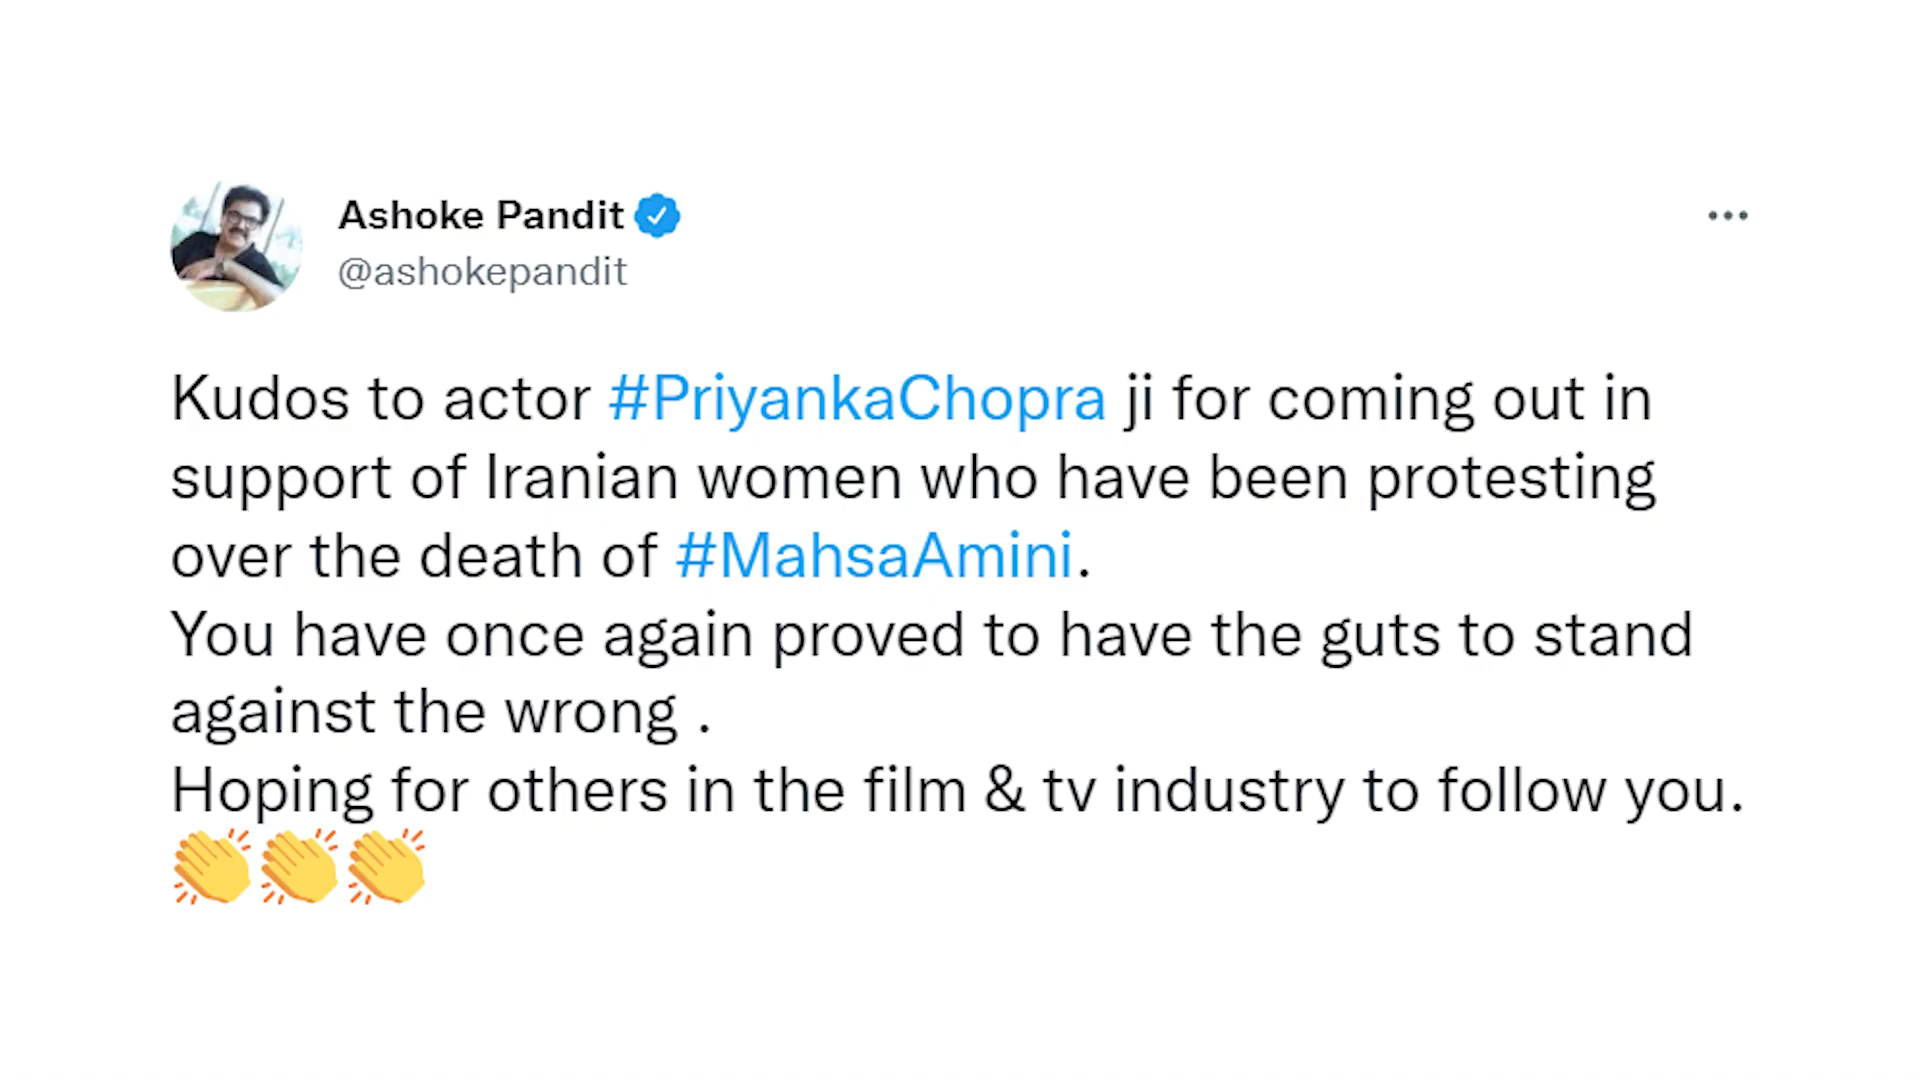 Ashoke Pandit
@ashokepandit
Kudos to actor #PriyankaChopra ji for coming out in
support of Iranian women who have been protesting
over the death of #MahsaAmini.
You have once again proved to have the guts to stand
against the wrong .
Hoping for others in the film & tv industry to follow you.
👏👏👏